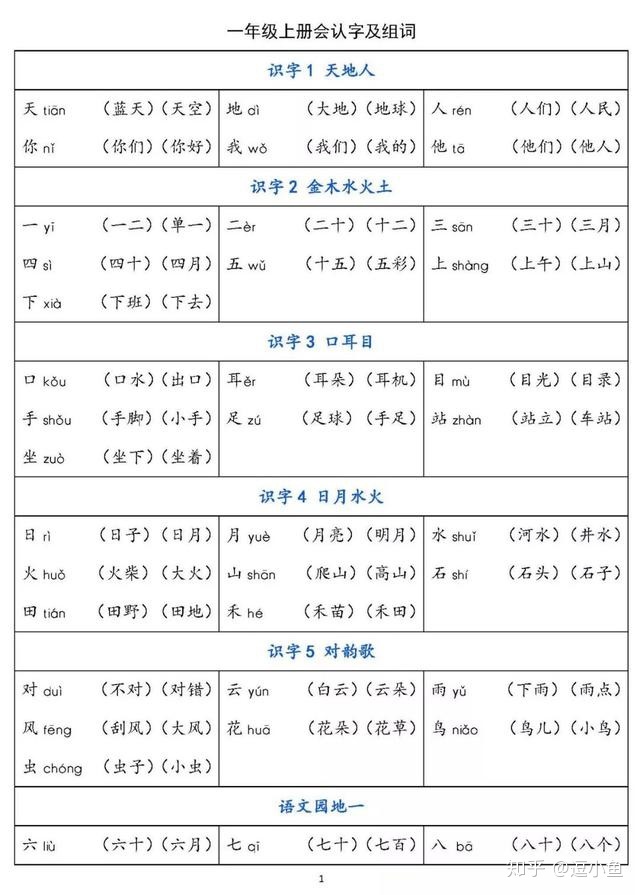 一年级上册会认字及组词
识字1 天地人
天 tiān （蓝天）（天空） 地 dì （大地）（地球） 人 rén （人们）（人民）
你 nǐ （你们）（你好） 我 wǒ （我们）（我的） 他 tā （他们）（他人）
识字2 金木水火土
一 yī （一二）（单一） 二èr （二十）（十二） 三 sān （三十）（三月）
四 sì （四十）（四月） 五 wǔ （十五）（五彩） 上 shàng （上午）（上山）
下 xià （下班）（下去）
识字3 口耳目
口 kǒu （口水）（出口） 耳ěr （耳朵）（耳机） 目 mù （目光）（目录）
手 shǒu （手脚）（小手） 足 zú （足球）（手足） 站 zhàn （站立）（车站）
坐 zuò （坐下）（坐着）
识字4 日月水火
日 rì （日子）（日月） 月 yuè （月亮）（明月） 水 shuǐ （河水）（井水）
火 huǒ （火柴）（大火） 山 shān （爬山）（高山） 石 shí （石头）（石子）
田 tián （田野）（田地） 禾 hé （禾苗）（禾田）
识字5 对韵歌
对 duì （不对）（对错） 云 yún （白云）（云朵） 雨 yǔ （下雨）（雨点）
风 fēng （刮风）（大风） 花 huā （花朵）（花草） 鸟 niǎo （鸟儿）（小鸟）
虫 chóng （虫子）（小虫）
语文园地一
六 liù （六十）（六月） 七 qī （七十）（七百） 八 bā （八十）（八个）
1
知乎 @逗小鱼